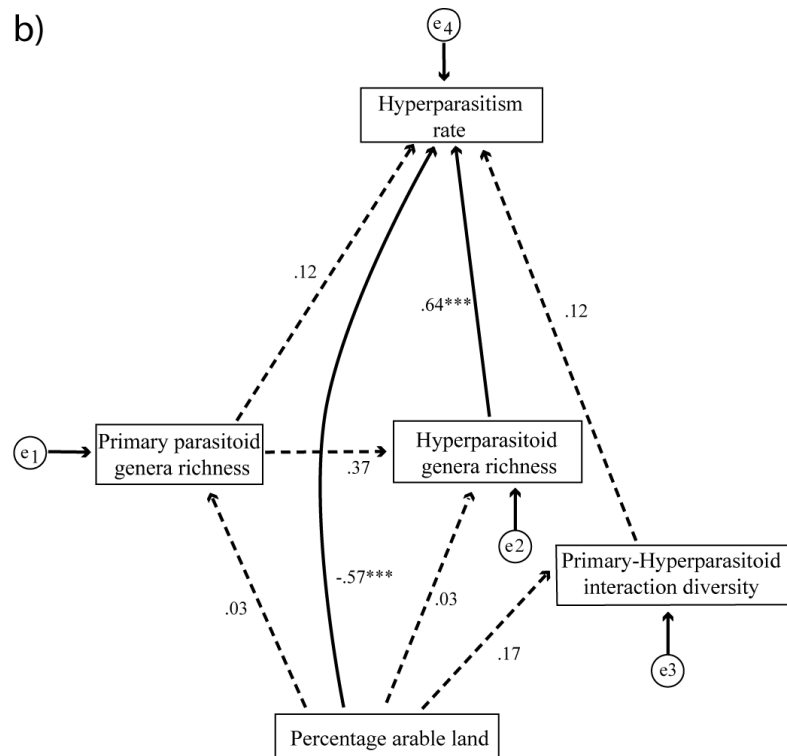 b)
e4
Hyperparasitism
rate
.12
.64***
.12
e1
Primary parasitoid
genera richness
.37
Hyperparasitoid
genera richness
e2
Primary-Hyperparasitoid
interaction diversity
-.57***
.03
.03
.17
e3
Percentage arable land